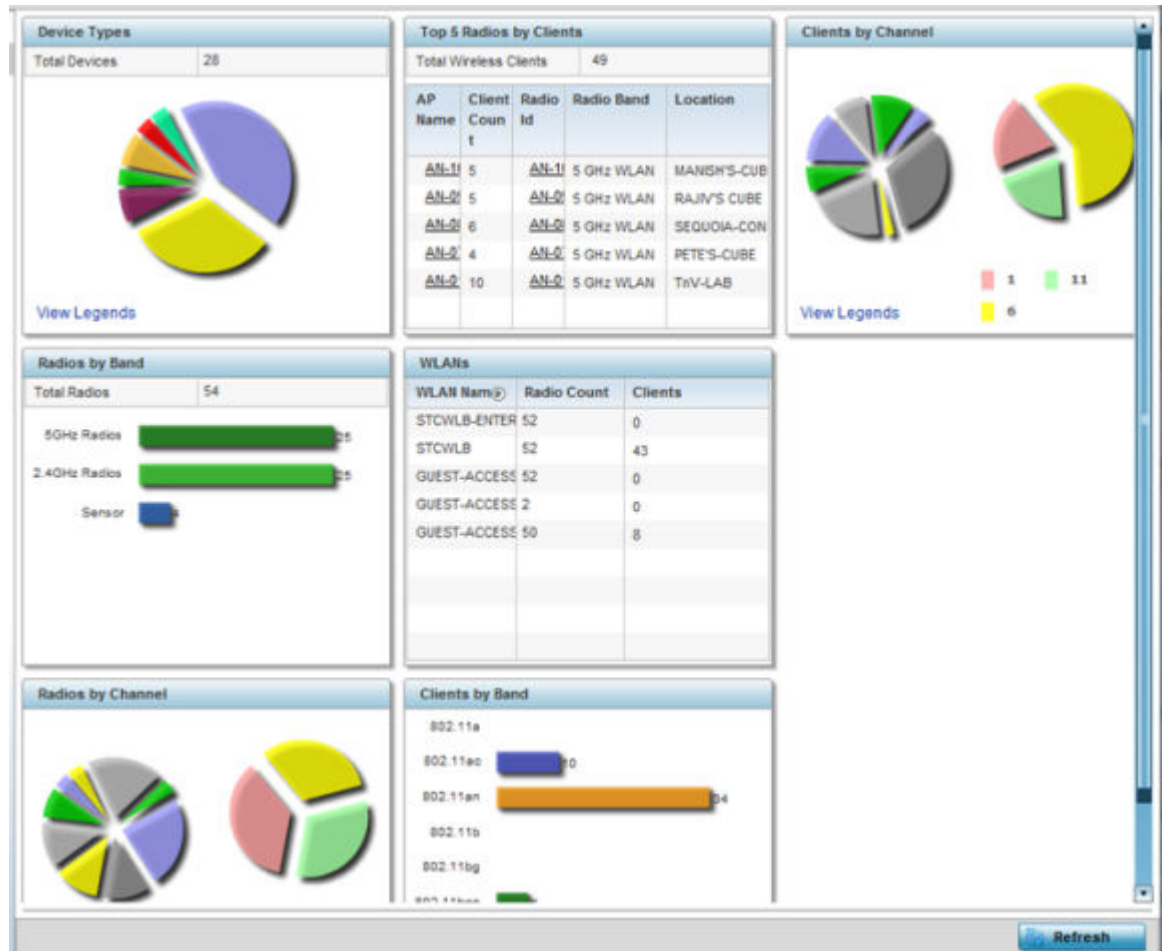 Device Types
Total Devices 28
View Legends
Top 5 Radios by Clients
Total Wireless Clients 49
AP Name Client Coun t Radio Id Radio Band Location
5 5 GHz WLAN MANISH'S-CUB
5 5 GHz WLAN RAJIV'S CUBE
6 5 GHz WLAN SEQUOIA-CON
4 5 GHz WLAN PETE'S-CUBE
10 5 GHz WLAN TnV-LAB
Clients by Channel
1 11
6
View Legends
Radios by Band
Total Radios 54
5GHz Radios 25
2.4GHz Radios 25
Sensor
WLANs
WLAN Nam Radio Count Clients
STCWLB-ENTER 52 0
STCWLB 52 43
GUEST-ACCESS 52 0
GUEST-ACCESS 2 0
GUEST-ACCESS 50 8
Radios by Channel
Clients by Band
802.11a
802.11ac 10
802.11an 34
802.11b
802.11bg
Refresh